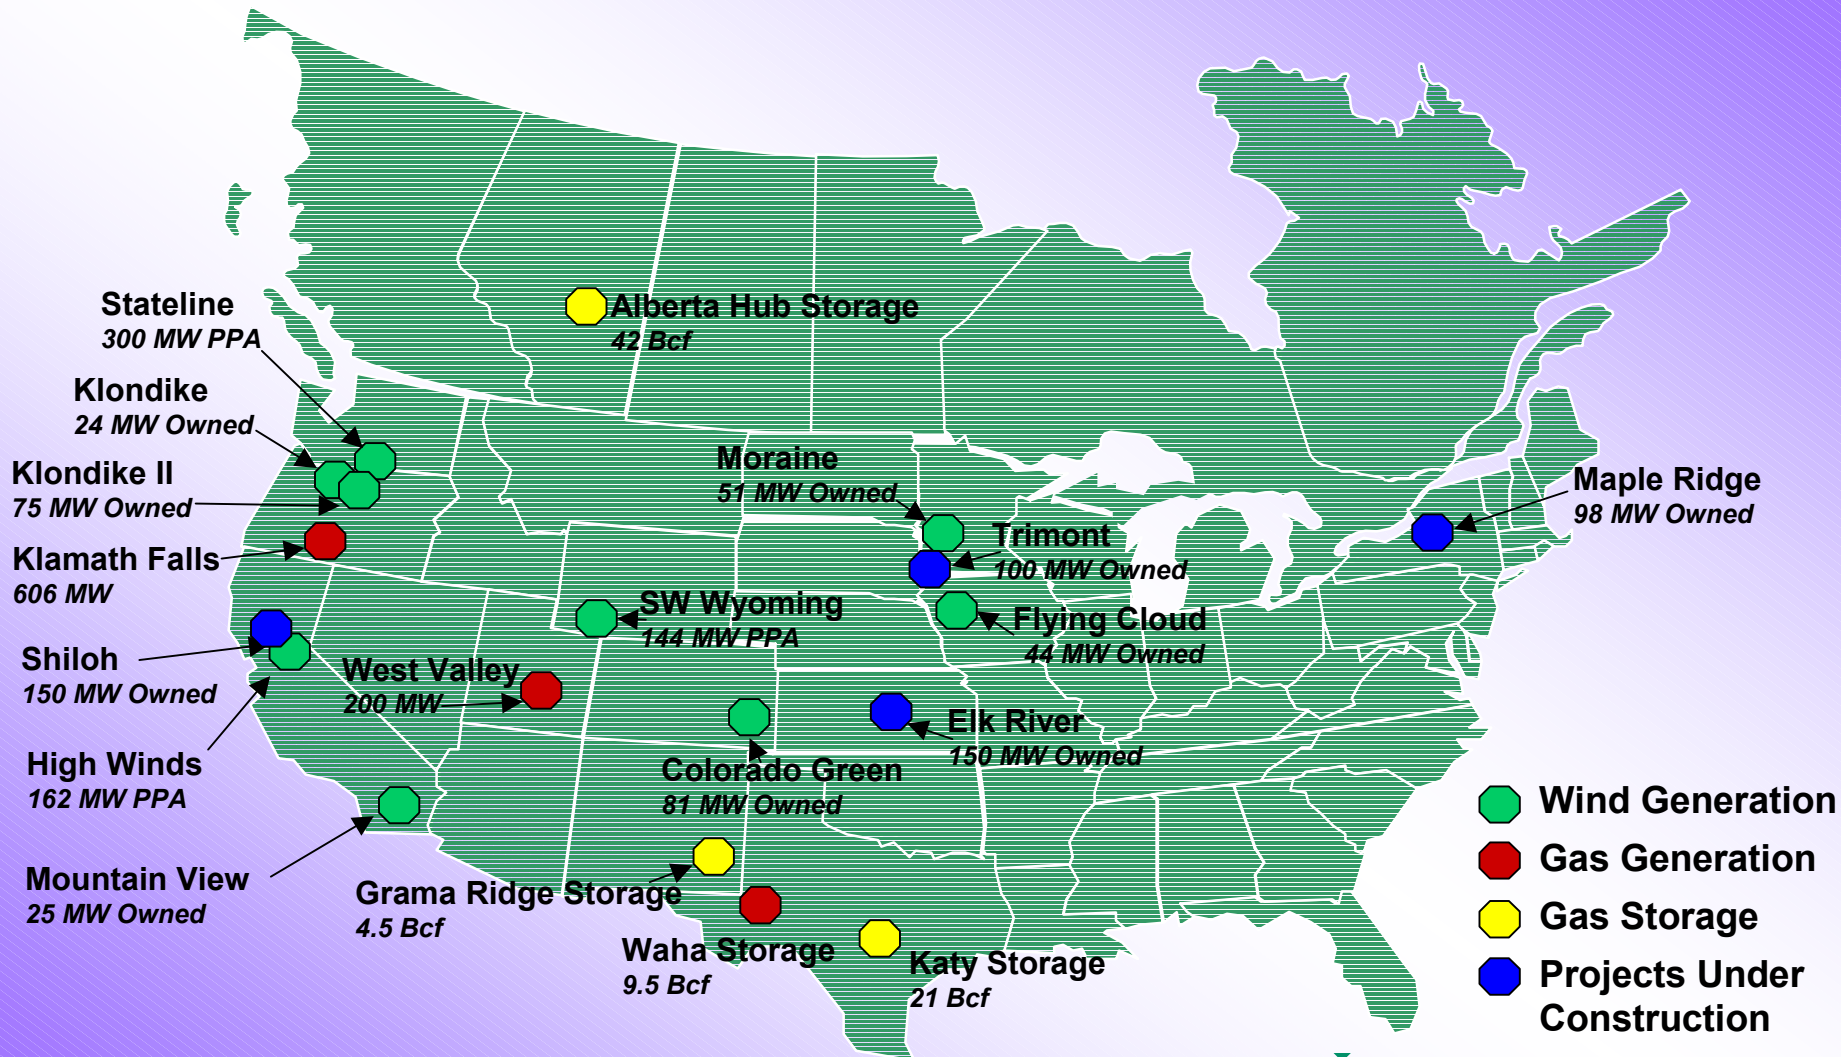 Stateline
300 MW PPA
Klondike
24 MW Owned
Klondike II
75 MW Owned
Klamath Falls
606 MW
Shiloh
150 MW Owned
High Winds
162 MW PPA
Mountain View
25 MW Owned
Alberta Hub Storage
42 Bcf
Moraine
51 MW Owned
Trimont
100 MW Owned
Flying Cloud
44 MW Owned
SW Wyoming
144 MW PPA
West Valley
200 MW
Elk River
150 MW Owned
Colorado Green
81 MW Owned
Grama Ridge Storage
4.5 Bcf
Waha Storage
9.5 Bcf
Katy Storage
21 Bcf
Maple Ridge
98 MW Owned
Wind Generation
Gas Generation
Gas Storage
Projects Under
Construction